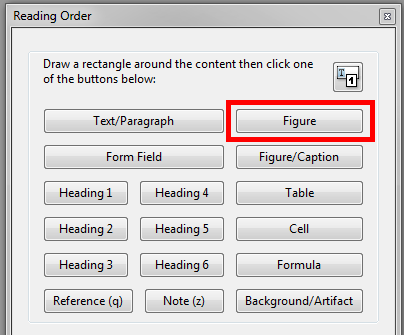 Reading Order
Draw a rectangle around the content then click one
of the buttons below:
1
Text/Paragraph Figure
Form Field Figure/Caption
Heading 1 Heading 4 Table
Heading 2 Heading 5 Cell
Heading 3 Heading 6 Formula
Reference (q) Note (z) Background/Artifact